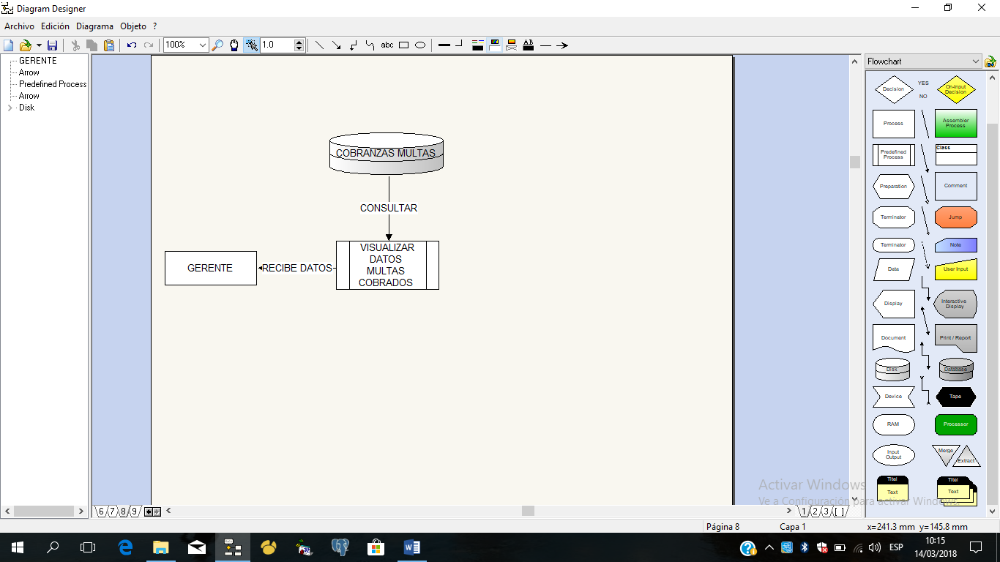 Diagram Designer
Archivo Edición Diagrama Objeto ?
100%
1.0
abc
AB
GERENTE
Arrow
Predefined Process
Arrow
Disk
COBRANZAS MULTAS
CONSULTAR
VISUALIZAR
DATOS
MULTAS
COBRADOS
RECIBE DATOS
GERENTE
Flowchart
Decision
YES
NO
On-Input
Decision
Process
Assembler
Process
Predefined
Process
Class
Preparation
Comment
Terminator
Jump
Terminator
Note
Data
User Input
Display
Interactive
Display
Document
Print / Report
Disk
Database
Device
Tape
RAM
Processor
Input
Output
Merge
Extract
Titel
Text
Titel
Text
Activar Windows
Ve a Configuración para activar Windows.
6 7 8 9
1 2 3 [ ]
Página 8
Capa 1
x=241.3 mm y=145.8 mm
ESP
10:15
14/03/2018